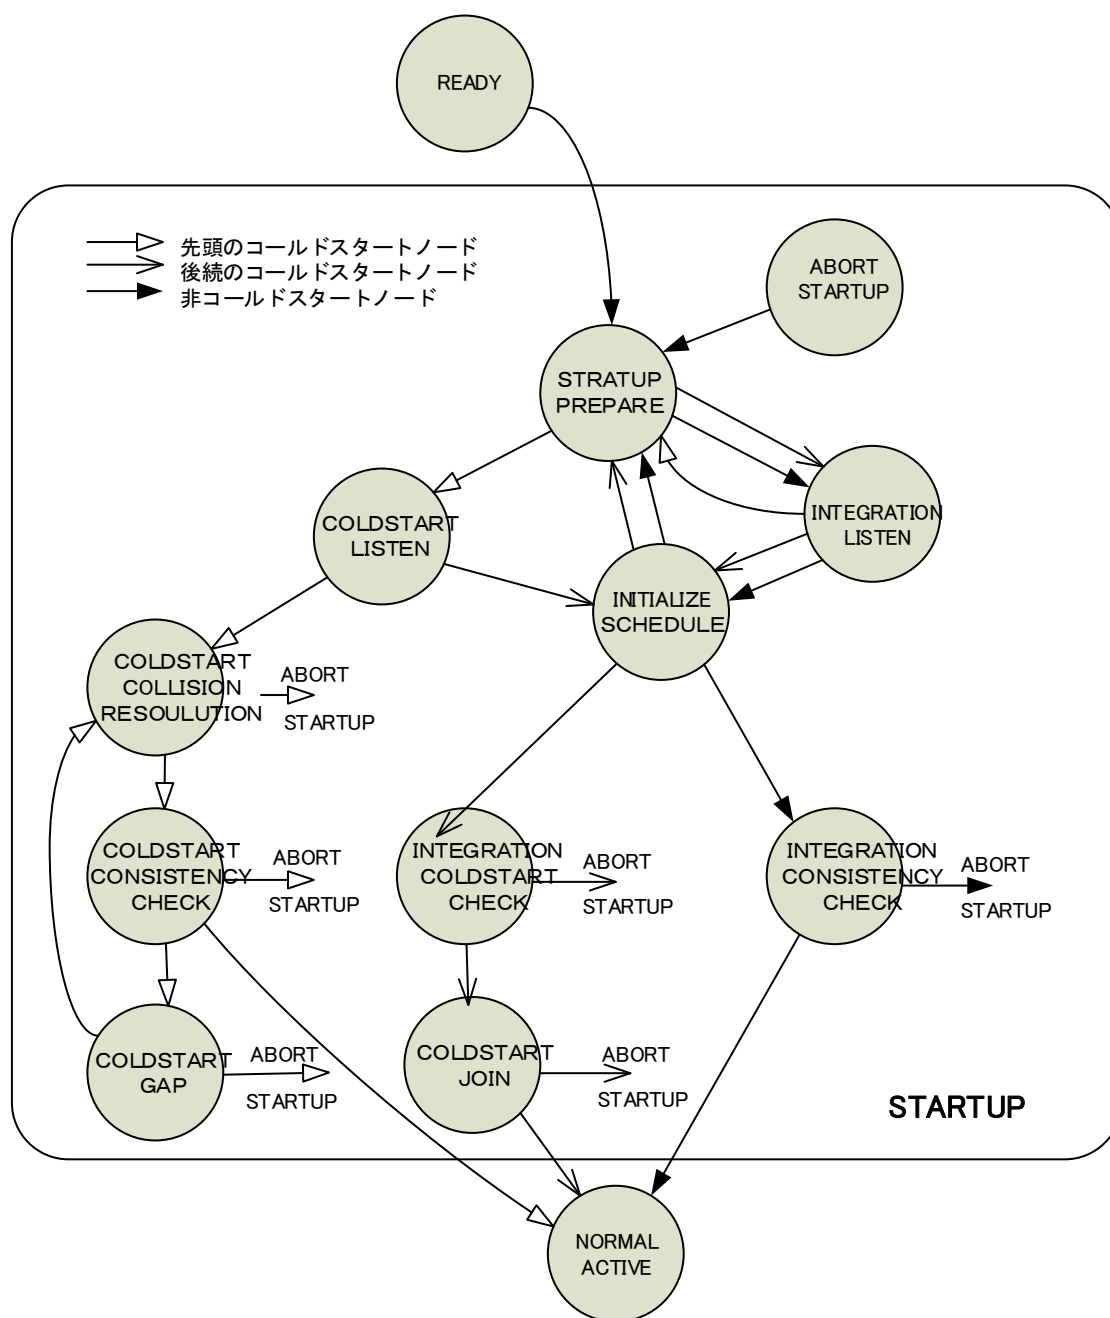 READY
先頭のコールドスタートノード
後続のコールドスタートノード
非コールドスタートノード
ABORT
STARTUP
STRATUP
PREPARE
COLDSTART
LISTEN
INTEGRATION
LISTEN
INITIALIZE
SCHEDULE
COLDSTART
COLLISION
RESOULUTION
ABORT
STARTUP
COLDSTART
CONSISTENCY
CHECK
ABORT
STARTUP
INTEGRATION
COLDSTART
CHECK
ABORT
STARTUP
INTEGRATION
CONSISTENCY
CHECK
ABORT
STARTUP
COLDSTART
GAP
ABORT
STARTUP
COLDSTART
JOIN
ABORT
STARTUP
STARTUP
NORMAL
ACTIVE